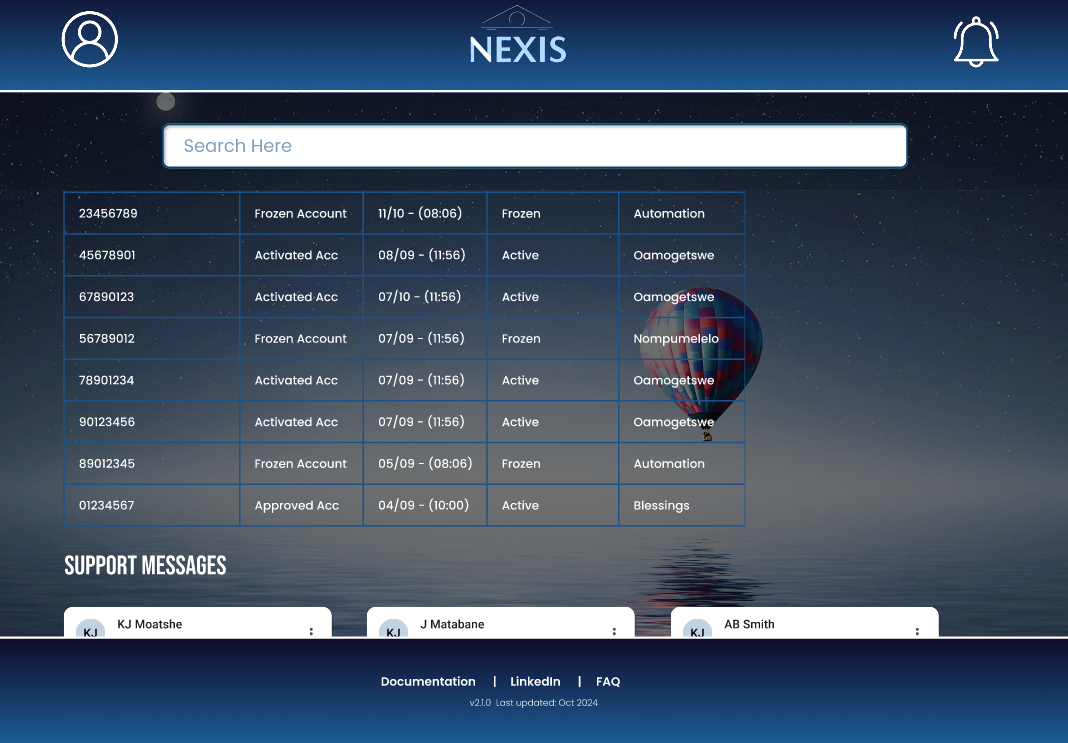 NEXIS
Search Here
23456789 Frozen Account 11/10 - (08:06) Frozen Automation
45678901 Activated Acc 08/09 - (11:56) Active Oamogetswe
67890123 Activated Acc 07/10 - (11:56) Active Oamogetswe
56789012 Frozen Account 07/09 - (11:56) Frozen Nompumelelo
78901234 Activated Acc 07/09 - (11:56) Active Oamogetswe
90123456 Activated Acc 07/09 - (11:56) Active Oamogetswe
89012345 Frozen Account 05/09 - (08:06) Frozen Automation
01234567 Approved Acc 04/09 - (10:00) Active Blessings
SUPPORT MESSAGES
KJ KJ Moatshe
KJ J Matabane
KJ AB Smith
Documentation | LinkedIn | FAQ
v2.1.0 Last updated: Oct 2024